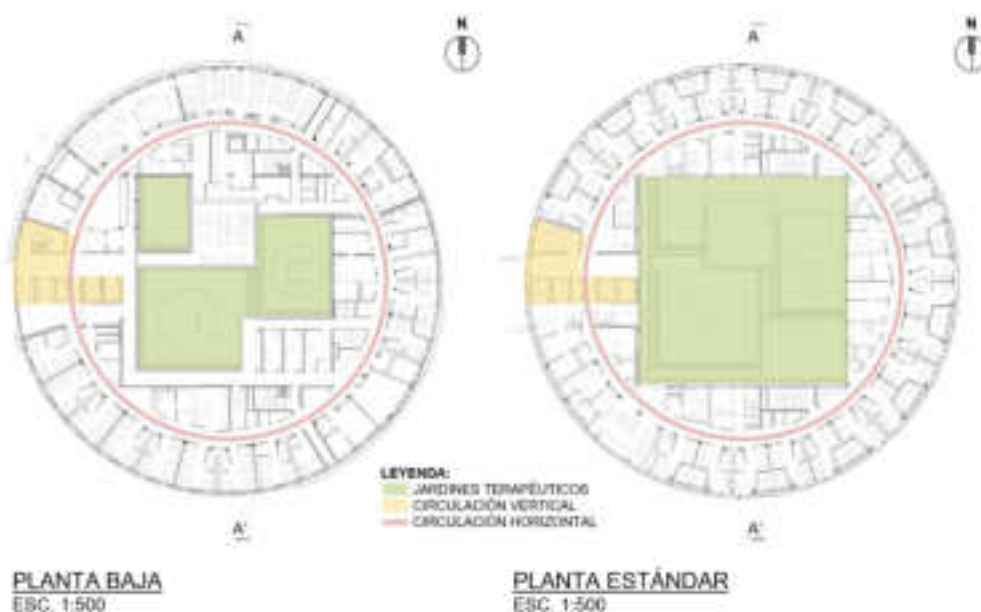 A
N
A
N
LEYENDA:
JARDINES TERAPÉUTICOS
CIRCULACIÓN VERTICAL
CIRCULACIÓN HORIZONTAL
A'
A'
PLANTA BAJA
ESC. 1:500
PLANTA ESTÁNDAR
ESC. 1:500